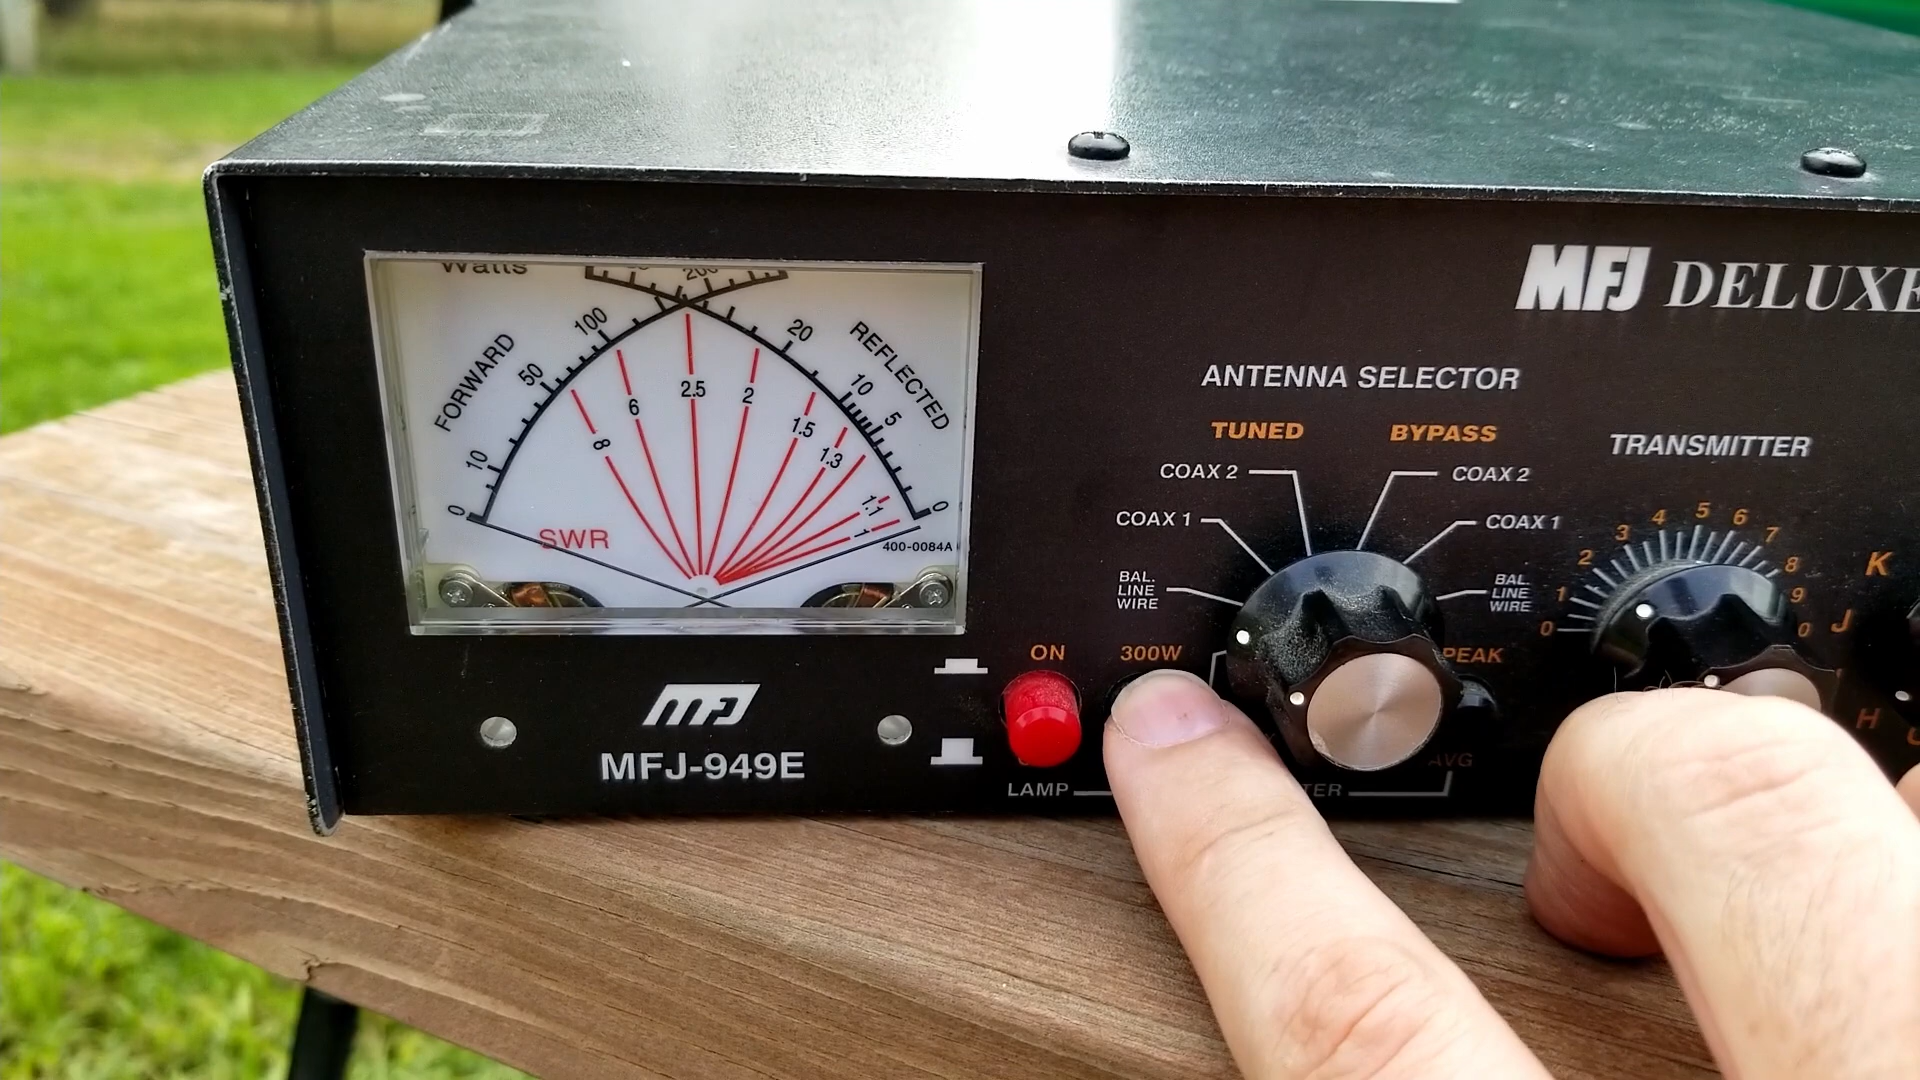 Watts
200
FORWARD
REFLECTED
0
10
50
100
20
10
5
0
8
6
2.5
2
1.5
1.3
1.1
1
SWR
400-0084A
MFJ
MFJ-949E
ON
LAMP
300W
PEAK
AVG
MFJ DELUXE
ANTENNA SELECTOR
TUNED
BYPASS
COAX 2
COAX 1
BAL.
LINE
WIRE
COAX 2
COAX 1
BAL.
LINE
WIRE
TRANSMITTER
0
1
2
3
4
5
6
7
8
9
K
J
H